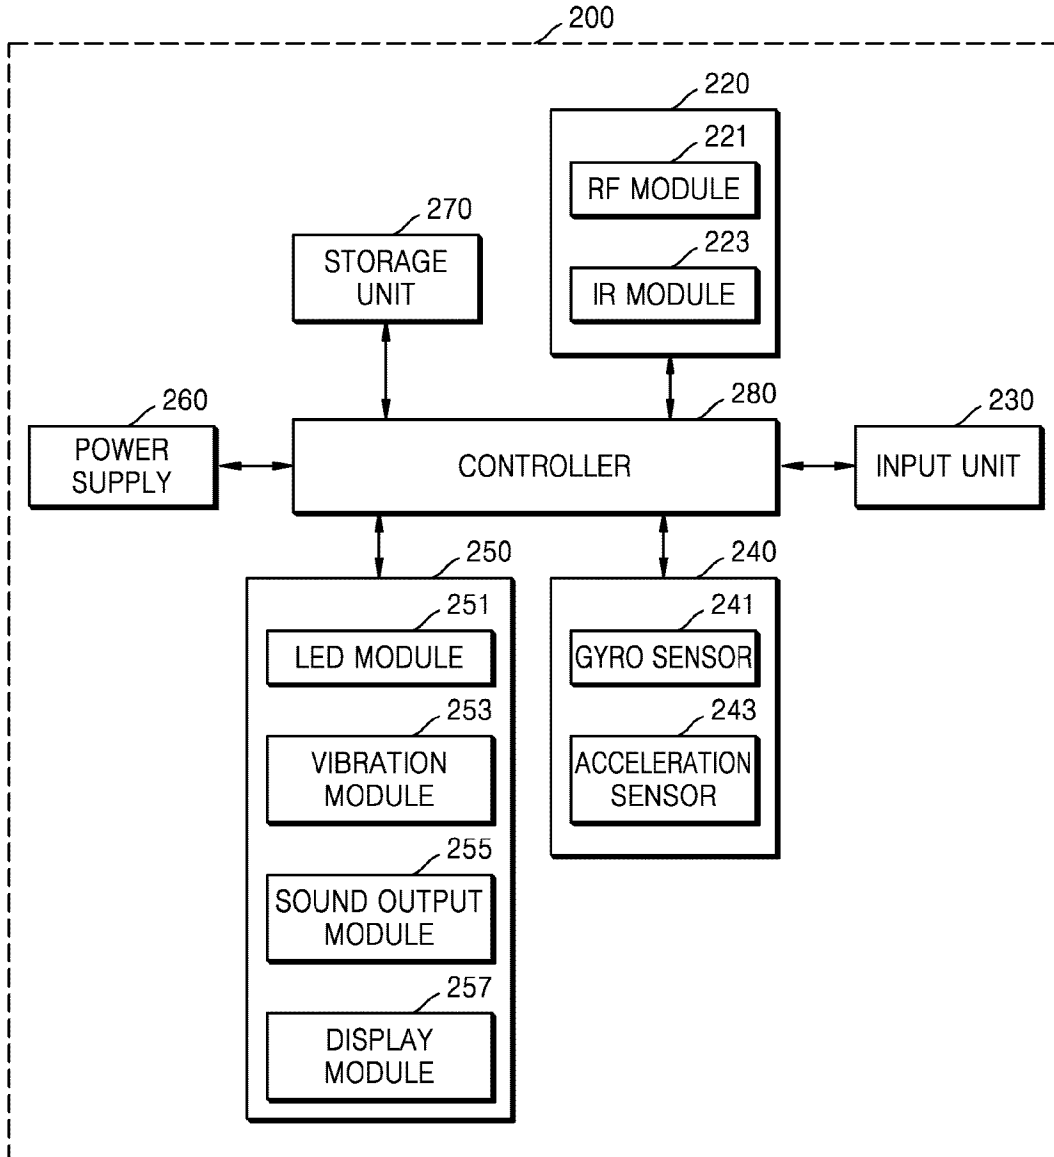 200
220
221
RF MODULE
223
IR MODULE
270
STORAGE
UNIT
260
POWER
SUPPLY
280
CONTROLLER
230
INPUT UNIT
250
251
LED MODULE
253
VIBRATION
MODULE
255
SOUND OUTPUT
MODULE
257
DISPLAY
MODULE
240
241
GYRO SENSOR
243
ACCELERATION
SENSOR